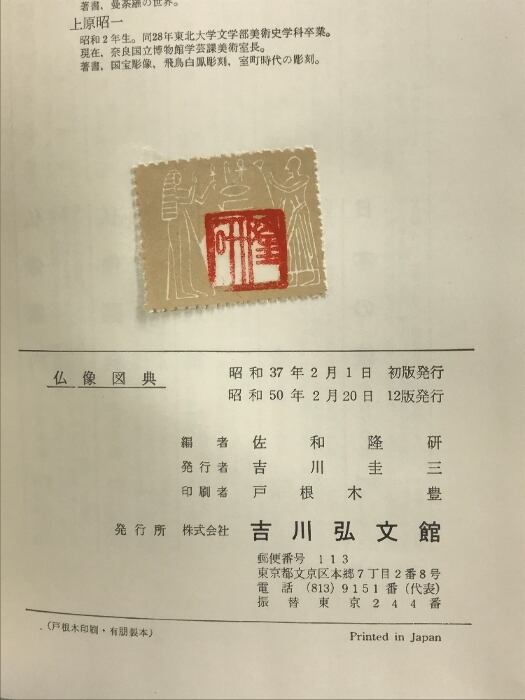 著書、曼荼羅の世界。
上原昭一
昭和2年生。同28年東北大学文学部美術史学科卒業。
現在、奈良国立博物館学芸課美術室長。
著書、国宝彫像、飛鳥白鳳彫刻、室町時代の彫刻。
仏像図典
昭和37年2月1日 初版発行
昭和50年2月20日 12版発行
編者 佐和隆研
発行者 吉川圭三
印刷者 戸根木豊
発行所 株式会社 吉川弘文館
郵便番号 113
東京都文京区本郷7丁目2番8号
電話 (813) 9151番 (代表)
振替東京244番
(戸根木印刷・有朋製本)
Printed in Japan